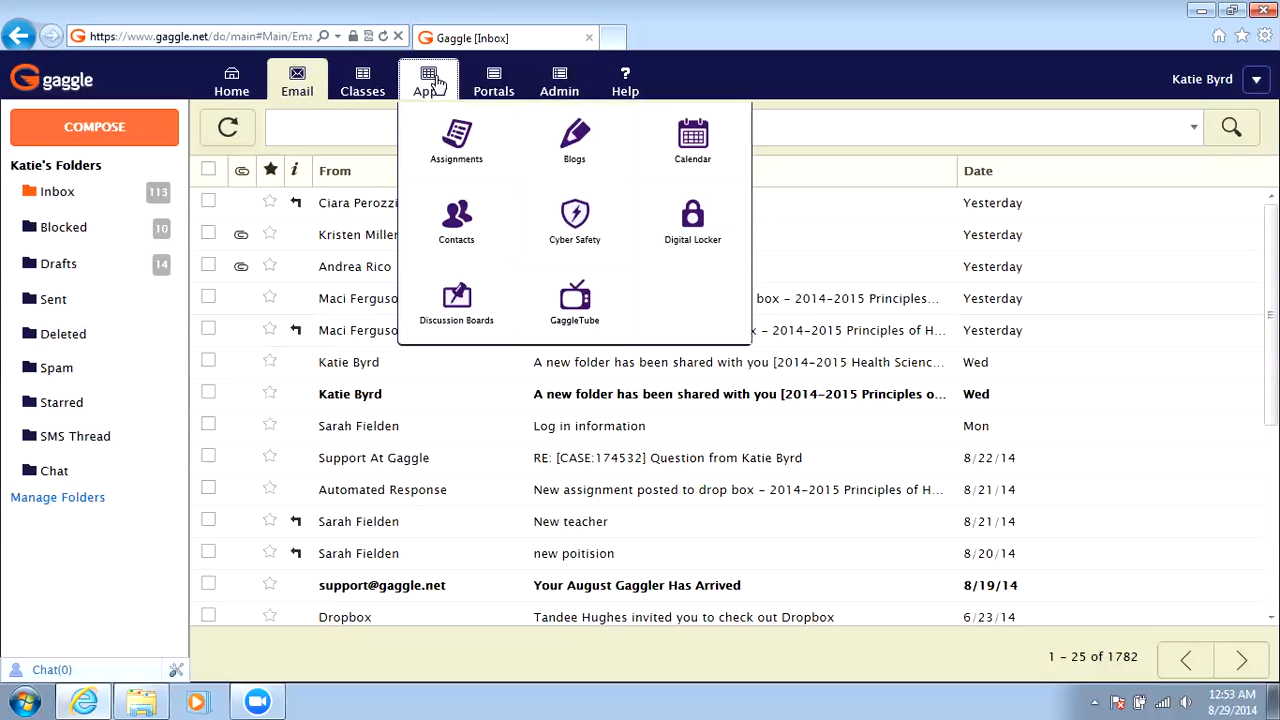 https://www.gaggle.net/do/main#Main/Ema
Gaggle [Inbox]
gaggle
Home
Email
Classes
Portals
Admin
Help
Katie Byrd
COMPOSE
Katie's Folders
Inbox 113
Blocked 10
Drafts 14
Sent
Deleted
Spam
Starred
SMS Thread
Chat
Manage Folders
Chat(0)
Assignments
Blogs
Calendar
Contacts
Cyber Safety
Digital Locker
Discussion Boards
GaggleTube
i From Date
Ciara Perozzi Yesterday
Kristen Miller Yesterday
Andrea Rico Yesterday
Maci Ferguso box - 2014-2015 Principles... Yesterday
Maci Ferguso - 2014-2015 Principles of H... Yesterday
Katie Byrd A new folder has been shared with you [2014-2015 Health Scienc... Wed
Katie Byrd A new folder has been shared with you [2014-2015 Principles o... Wed
Sarah Fielden Log in information Mon
Support At Gaggle RE: [CASE:174532] Question from Katie Byrd 8/22/14
Automated Response New assignment posted to drop box - 2014-2015 Principles of H... 8/21/14
Sarah Fielden New teacher 8/21/14
Sarah Fielden new poitision 8/20/14
support@gaggle.net Your August Gaggler Has Arrived 8/19/14
Dropbox Tandee Hughes invited you to check out Dropbox 6/23/14
1 - 25 of 1782
12:53 AM
8/29/2014